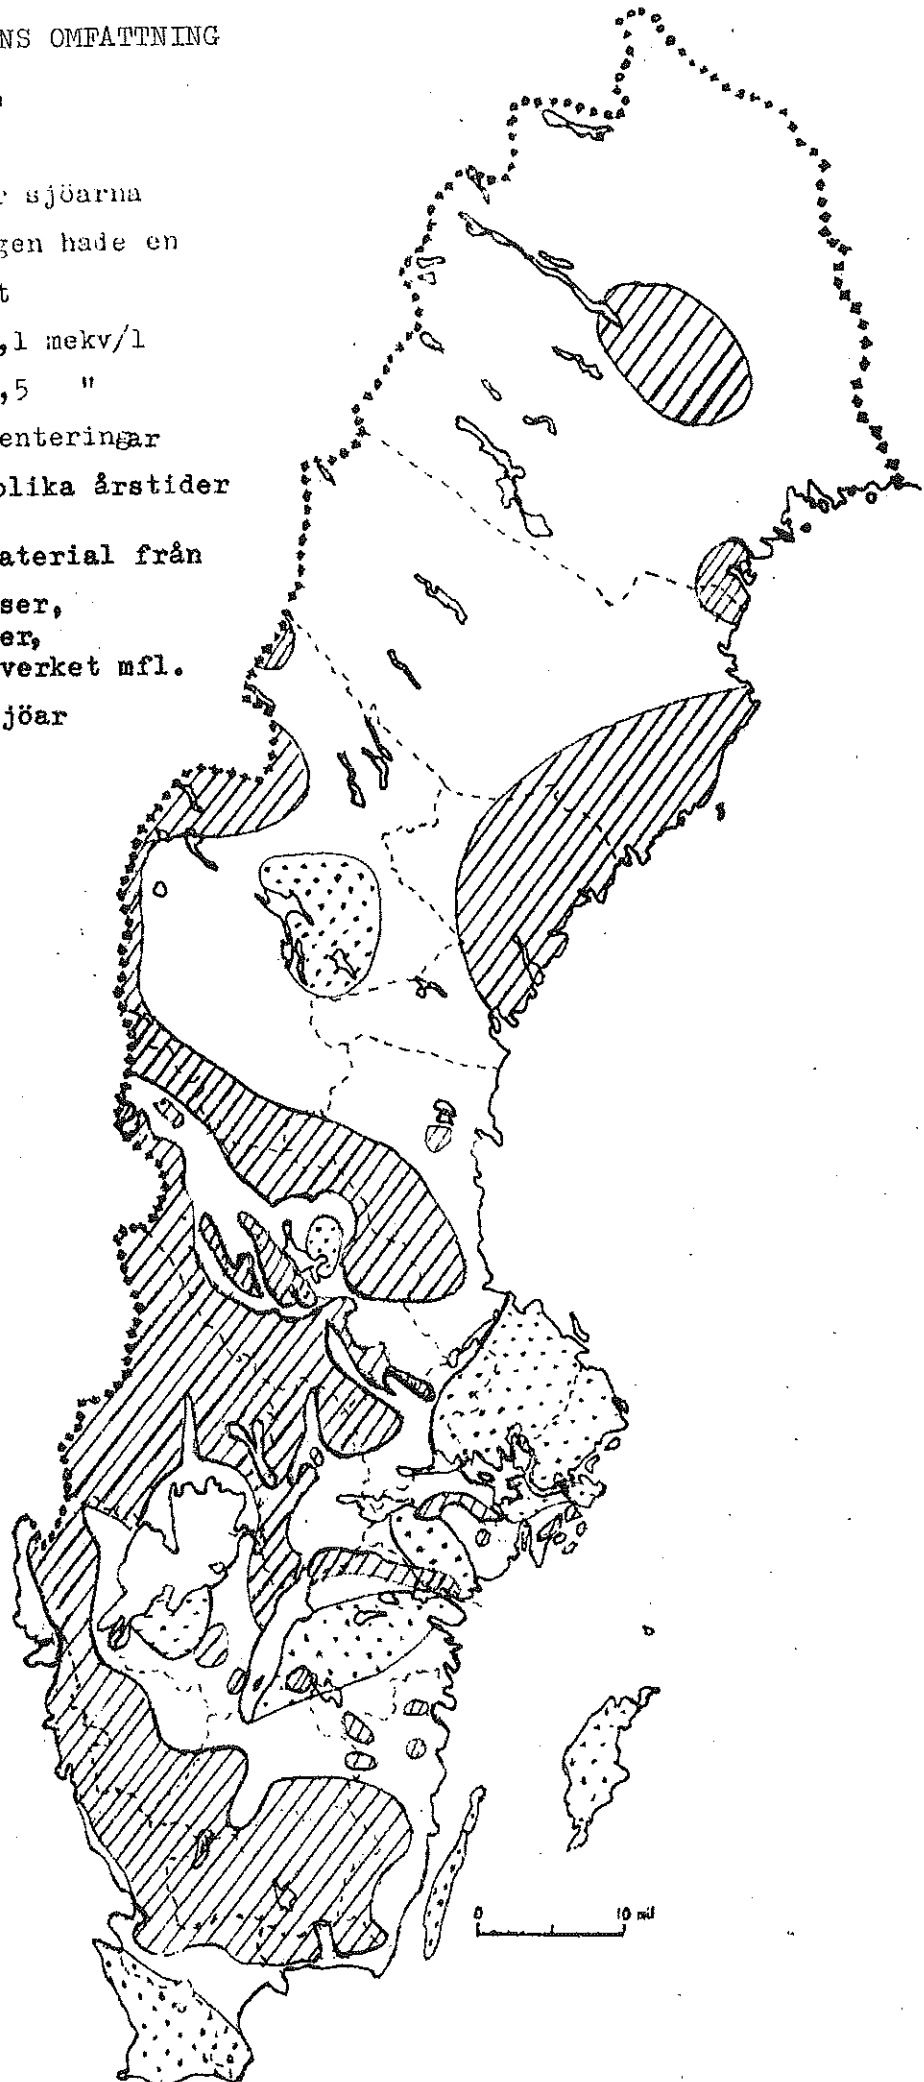 NS OMFATTNING
r sjöarna
gen hade en
t
,1 mekv/l
,5 "
enteringar
olika årstider
aterial från
ser,
er,
verket mfl.
jöar
0 10 mil